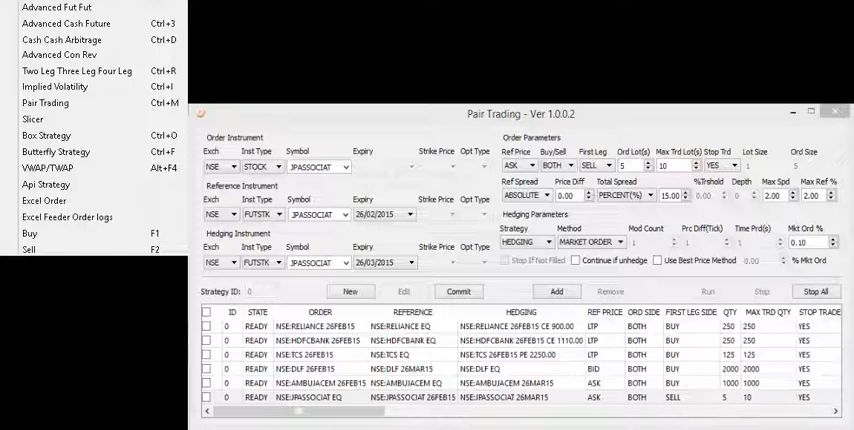 Advanced Fut Fut
Advanced Cash Future Ctrl+3
Cash Cash Arbitrage Ctrl+D
Advanced Con Rev
Two Leg Three Leg Four Leg Ctrl+R
Implied Volatility Ctrl+I
Pair Trading Ctrl+M
Slicer
Box Strategy Ctrl+O
Butterfly Strategy Ctrl+F
VWAP/TWAP Alt+F4
Api Strategy
Excel Order
Excel Feeder Order logs
Buy F1
Sell F2
Pair Trading - Ver 1.0.0.2
Order Instrument
Exch Inst Type Symbol Expiry Strike Price Opt Type
NSE STOCK JPASSOCIAT
Reference Instrument
Exch Inst Type Symbol Expiry Strike Price Opt Type
NSE FUTSTK JPASSOCIAT 26/02/2015
Hedging Instrument
Exch Inst Type Symbol Expiry Strike Price Opt Type
NSE FUTSTK JPASSOCIAT 26/03/2015
Order Parameters
Ref Price Buy/Sell First Leg Ord Lot(s) Max Trd Lot(s) Stop Trd Lot Size Ord Size
ASK BOTH SELL 5 10 YES 1 5
Ref Spread Price Diff Total Spread %Trshold Depth Max Spd Max Ref %
ABSOLUTE 0.00 PERCENT(%) 15.00 0.00 0 2.00 2.00
Hedging Parameters
Strategy Method Mod Count Prc Diff(Tick) Time Prd(s) Mkt Ord %
HEDGING MARKET ORDER 1 1 1 0.10
Stop If Not Filled Continue if unhedge Use Best Price Method 0.00 % Mkt Ord
Strategy ID: 0 New Edit Commit Add Remove Run Stop Stop All
ID STATE ORDER REFERENCE HEDGING REF PRICE ORD SIDE FIRST LEG SIDE QTY MAX TRD QTY STOP TRADE
0 READY NSE:RELIANCE 26FEB15 NSE:RELIANCE EQ NSE:RELIANCE 26FEB15 CE 900.00 LTP BOTH BUY 250 250 YES
0 READY NSE:HDFCBANK 26FEB15 NSE:HDFCBANK EQ NSE:HDFCBANK 26FEB15 CE 1110.00 LTP BOTH BUY 250 250 YES
0 READY NSE:TCS 26FEB15 NSE:TCS EQ NSE:TCS 26FEB15 PE 2250.00 LTP BOTH BUY 125 125 YES
0 READY NSE:DLF 26FEB15 NSE:DLF 26MAR15 NSE:DLF EQ BID BOTH BUY 2000 2000 YES
0 READY NSE:AMBUJACEM 26FEB15 NSE:AMBUJACEM EQ NSE:AMBUJACEM 26MAR15 ASK BOTH BUY 1000 1000 YES
0 READY NSE:JPASSOCIAT EQ NSE:JPASSOCIAT 26FEB15 NSE:JPASSOCIAT 26MAR15 ASK BOTH SELL 5 10 YES